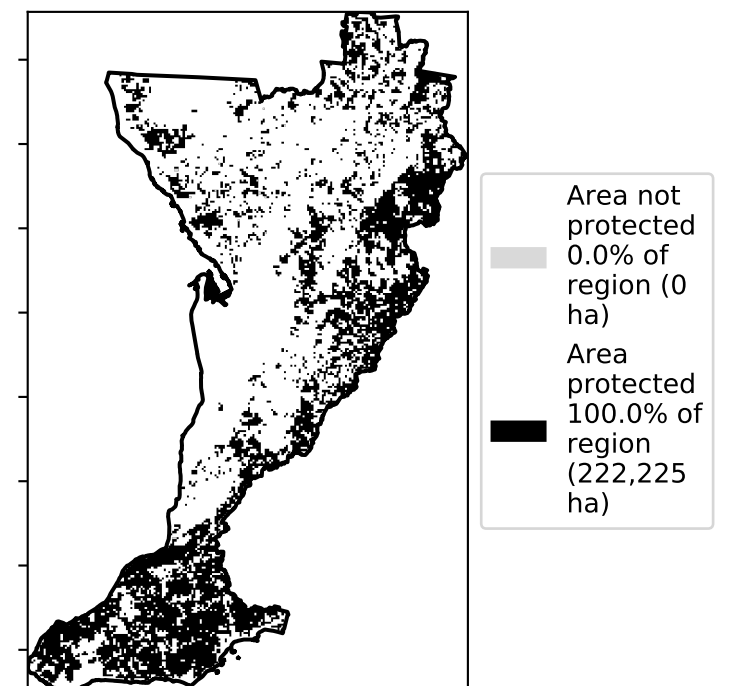 Area not
protected
0.0% of
region (0
ha)
Area
protected
100.0% of
region
(222,225
ha)